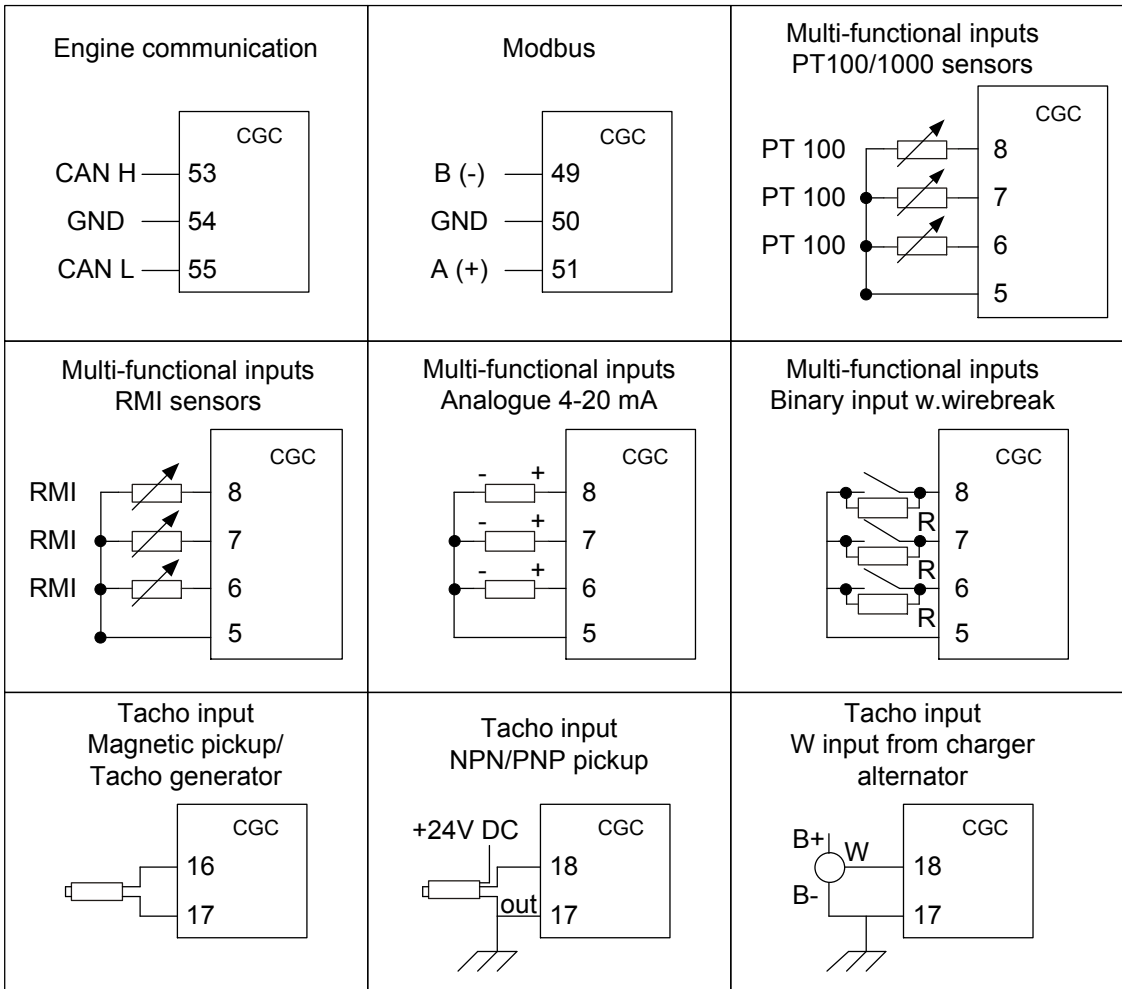 Engine communication
CGC
CAN H 53
GND 54
CAN L 55
Modbus
CGC
B (-) 49
GND 50
A (+) 51
Multi-functional inputs
PT100/1000 sensors
CGC
PT 100 8
PT 100 7
PT 100 6
5
Multi-functional inputs
RMI sensors
CGC
RMI 8
RMI 7
RMI 6
5
Multi-functional inputs
Analogue 4-20 mA
CGC
- + 8
- + 7
- + 6
5
Multi-functional inputs
Binary input w.wirebreak
CGC
8
R
7
R
6
R
5
Tacho input
Magnetic pickup/
Tacho generator
CGC
16
17
Tacho input
NPN/PNP pickup
+24V DC CGC
18
out 17
Tacho input
W input from charger
alternator
CGC
B+ W 18
B- 17